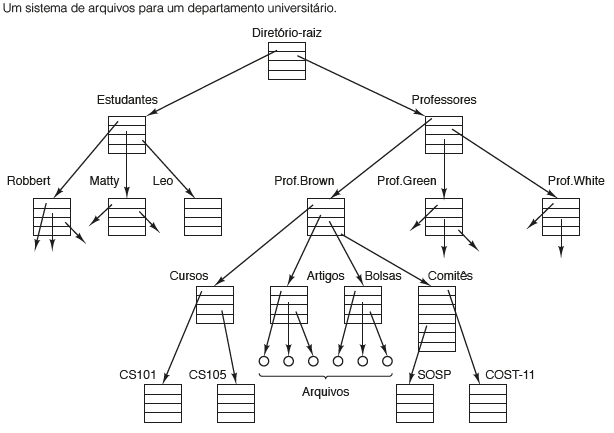 Um sistema de arquivos para um departamento universitário.
Diretório-raiz
Estudantes
Professores
Robbert
Matty
Leo
Prof.Brown
Prof.Green
Prof.White
Cursos
Artigos
Bolsas
Comitês
CS101
CS105
Arquivos
SOSP
COST-11